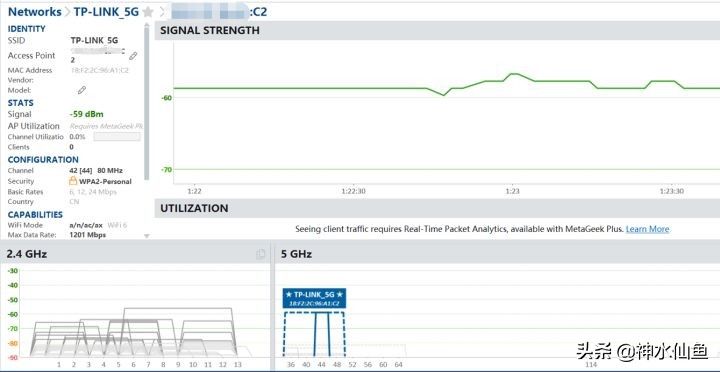 Networks > TP-LINK_5G > :C2
IDENTITY
SSID TP-LINK_5G
Access Point
2
MAC Address 18:F2:2C:96:A1:C2
Vendor:
Model:
STATS
Signal -59 dBm
AP Utilization Requires MetaGeek Plu
Channel Utilizatio 0.0%
Clients 0
CONFIGURATION
Channel 42 [44] 80 MHz
Security WPA2-Personal
Basic Rates 6, 12, 24 Mbps
Country CN
CAPABILITIES
WiFi Mode a/n/ac/ax WiFi 6
Max Data Rate: 1201 Mbps
SIGNAL STRENGTH
-60
-70
1:22 1:22:30 1:23 1:23:30
UTILIZATION
Seeing client traffic requires Real-Time Packet Analytics, available with MetaGeek Plus. Learn More
2.4 GHz
-30
-40
-50
-60
-70
-80
-90
1 2 3 4 5 6 7 8 9 10 11 12 13
5 GHz
★ TP-LINK_5G ★
18:F2:2C:96:A1:C2
36 40 44 48 52 56 60 64 114
头条 @神水仙鱼